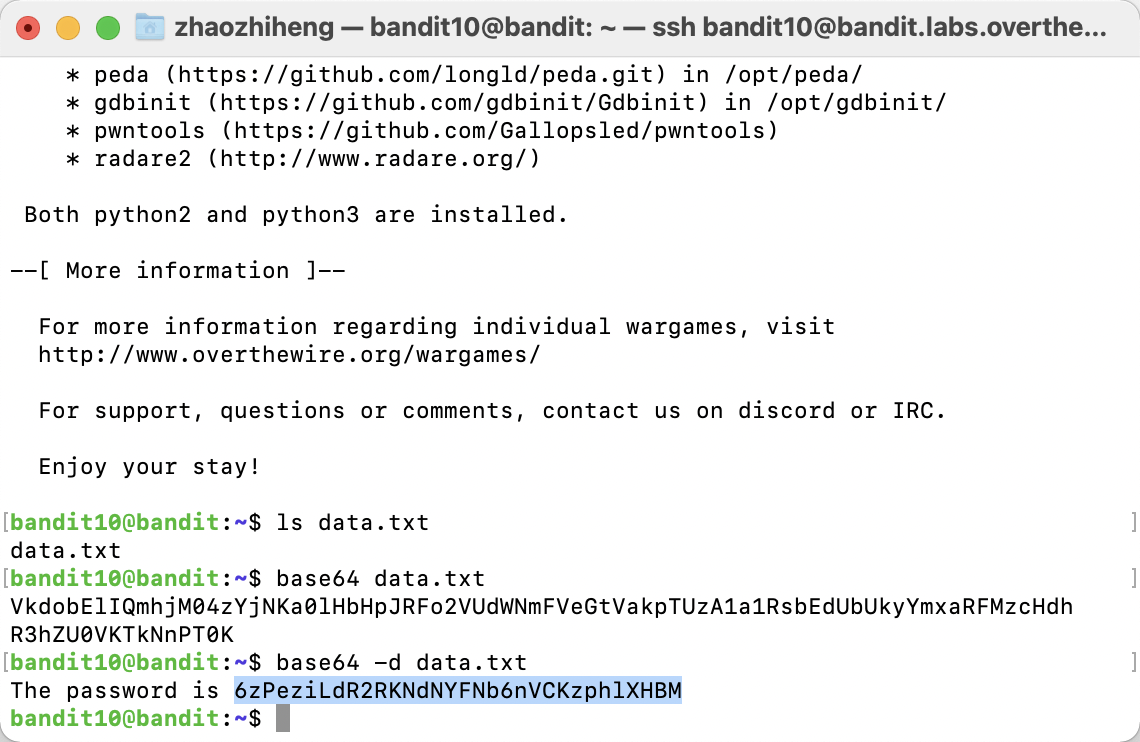 zhaozhiheng — bandit10@bandit: ~ — ssh bandit10@bandit.labs.overthe...
* peda (https://github.com/longld/peda.git) in /opt/peda/
* gdbinit (https://github.com/gdbinit/Gdbinit) in /opt/gdbinit/
* pwntools (https://github.com/Gallopsled/pwntools)
* radare2 (http://www.radare.org/)
Both python2 and python3 are installed.
--[ More information ]--
For more information regarding individual wargames, visit
http://www.overthewire.org/wargames/
For support, questions or comments, contact us on discord or IRC.
Enjoy your stay!
[bandit10@bandit:~$ ls data.txt ]
data.txt
[bandit10@bandit:~$ base64 data.txt ]
VkdobElIQmhjM04zYjNKa0lHbHpJRFo2VUdWNmFVeGtVakpTUzA1a1RsbEdUbUkyYmxaRFMzcHdh
R3hZU0VKTkNnPT0K
[bandit10@bandit:~$ base64 -d data.txt ]
The password is 6zPeziLdR2RKNdNYFNb6nVCKzphlXHBM
bandit10@bandit:~$